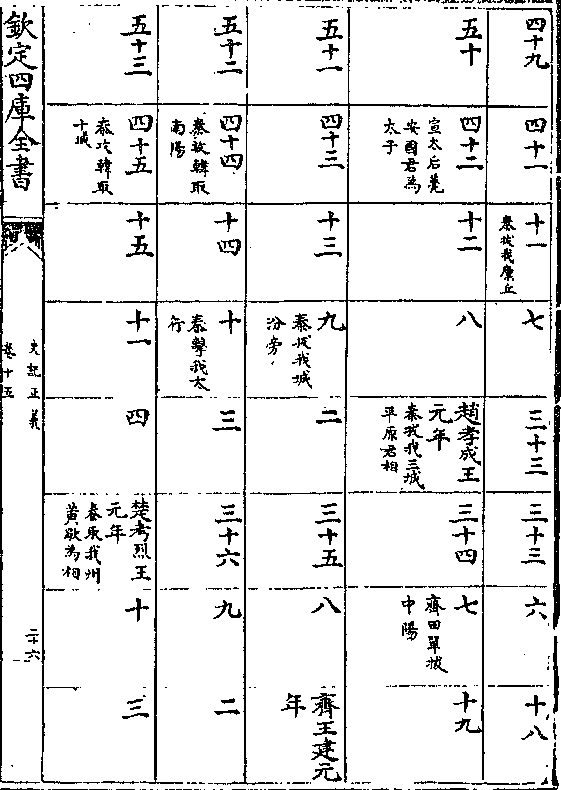 四十九
四十一
十一
秦拔我廩丘
七
三十三
三十三
六
十八
五十
四十二
宣太后薨
安國君為
太子
十二
八
趙孝成王
元年
秦拔我三城
平原君相
三十四
七
齊田單拔
中陽
十九
五十一
四十三
十三
九
秦拔我城
汾旁
二
三十五
八
齊王建元
年
五十二
四十四
秦攻韓取
南陽
十四
十
秦擊我太
行
三
三十六
九
二
五十三
四十五
秦攻韓取
十城
十五
十一
四
楚考烈王
元年
秦取我州
黃歇為相
十
三
欽定四庫全書
史記正義
卷十五
二十六